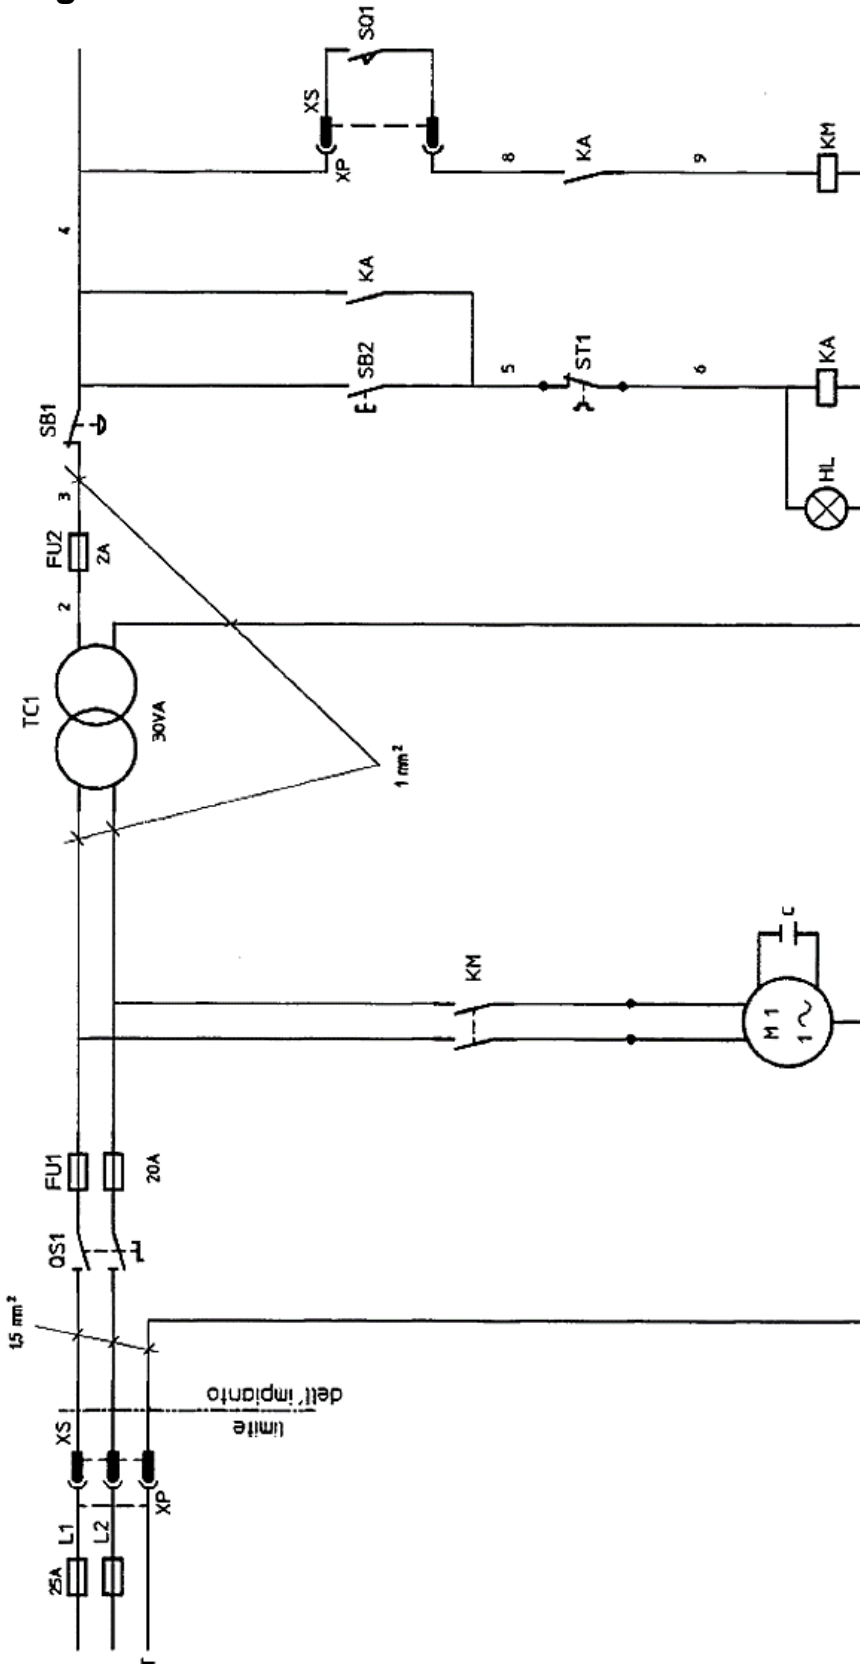 SQ1
XS
XP
8
KA
9
KM
4
KA
SB2
5
ST1
6
KA
SB1
HL
3
FU2
2A
2
TC1
30VA
1 mm²
C
KM
M 1
1~
FU1
20A
QS1
1,5 mm²
limite
dell'impianto
XS
XP
L1
L2
25A